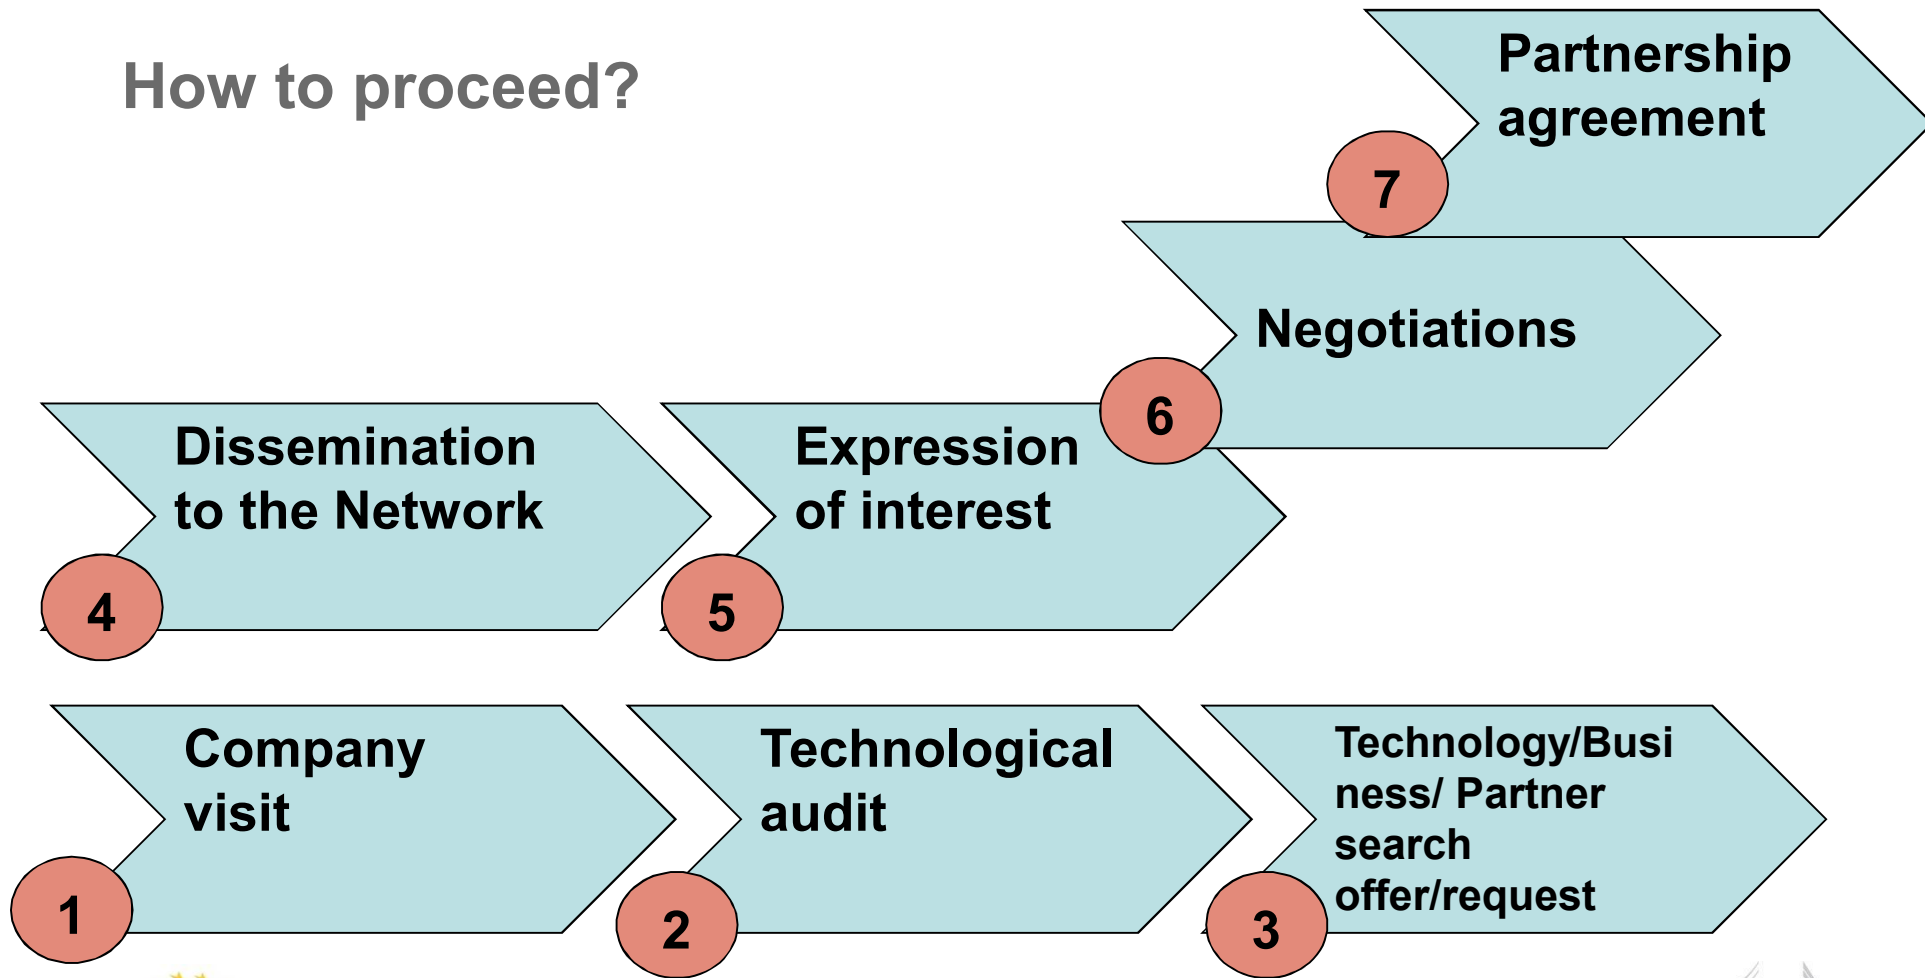 How to proceed?
Partnership
agreement
7
Negotiations
6
Dissemination
to the Network
4
Expression
of interest
5
Company
visit
1
Technological
audit
2
Technology/Busi
ness/ Partner
search
offer/request
3